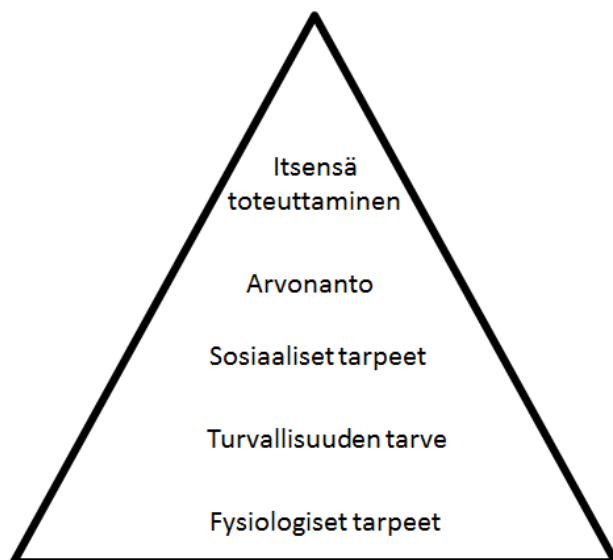 Itsensä
toteuttaminen
Arvonanto
Sosiaaliset tarpeet
Turvallisuuden tarve
Fysiologiset tarpeet